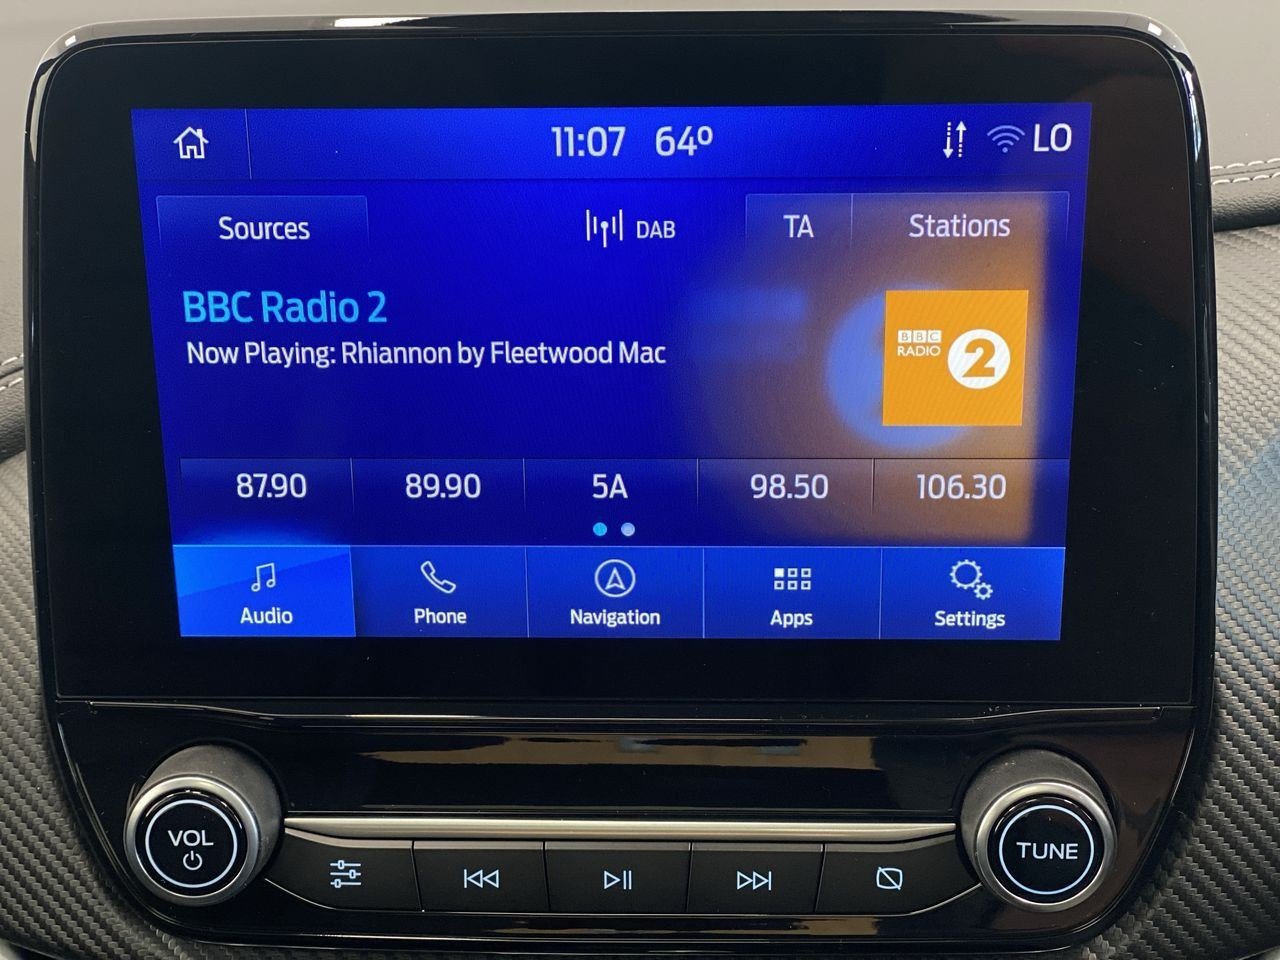 11:07 64º LO
Sources DAB TA Stations
BBC Radio 2
Now Playing: Rhiannon by Fleetwood Mac
BBC
RADIO 2
87.90 89.90 5A 98.50 106.30
Audio Phone Navigation Apps Settings
VOL TUNE